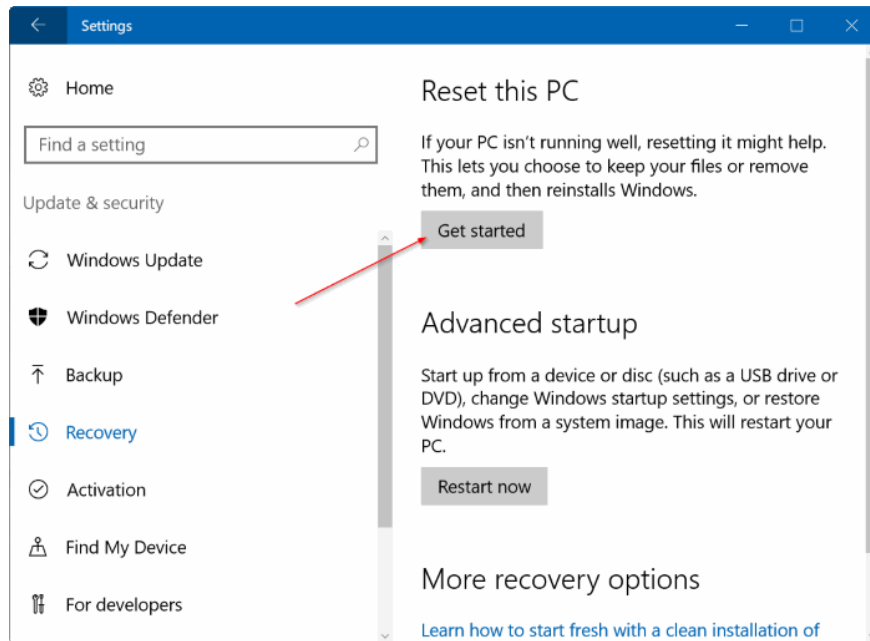 Settings
Home
Find a setting
Update & security
Windows Update
Windows Defender
Backup
Recovery
Activation
Find My Device
For developers
Reset this PC
If your PC isn't running well, resetting it might help.
This lets you choose to keep your files or remove
them, and then reinstalls Windows.
Get started
Advanced startup
Start up from a device or disc (such as a USB drive or
DVD), change Windows startup settings, or restore
Windows from a system image. This will restart your
PC.
Restart now
More recovery options
Learn how to start fresh with a clean installation of